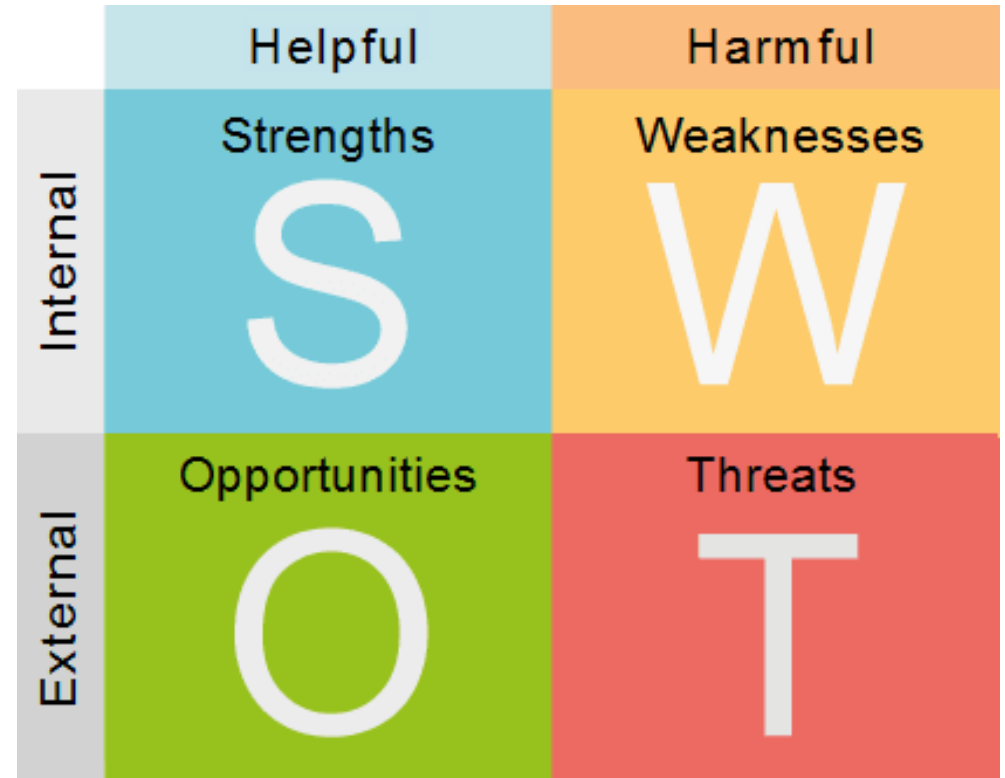 Helpful
Harmful
Internal
Strengths
S
Weaknesses
W
External
Opportunities
O
Threats
T